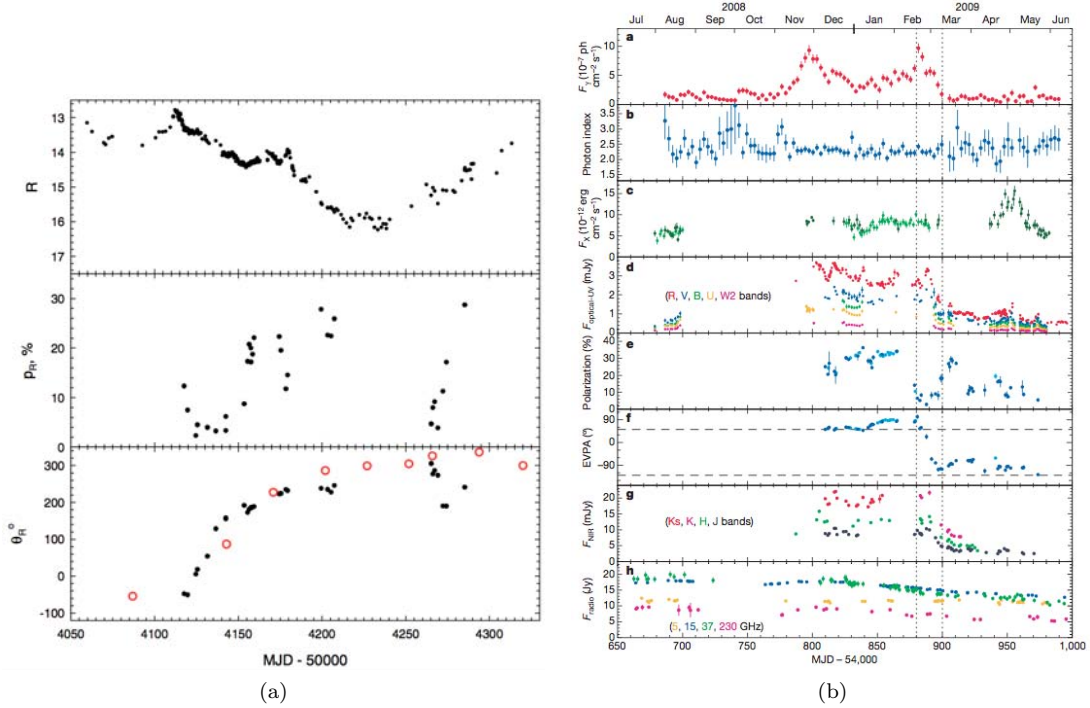 13
14
15
16
17
R
30
20
10
0
p_R, %
300
200
100
0
-100
θ_R°
4050 4100 4150 4200 4250 4300
MJD - 50000
(a)
2008 2009
Jul Aug Sep Oct Nov Dec Jan Feb Mar Apr May Jun
a
10
5
0
Fγ (10⁻⁷ ph cm⁻² s⁻¹)
b
3.5
3.0
2.5
2.0
1.5
Photon index
c
15
10
5
0
F_X (10⁻¹² erg cm⁻² s⁻¹)
d
3
2
1
0
F_optical-UV (mJy)
(R, V, B, U, W2 bands)
e
30
20
10
0
Polarization (%)
f
90
0
-90
EVPA (°)
g
20
15
10
5
0
F_NIR (mJy)
(Ks, K, H, J bands)
h
20
15
10
5
0
F_radio (Jy)
(5, 15, 37, 230 GHz)
650 700 750 800 850 900 950 1,000
MJD – 54,000
(b)